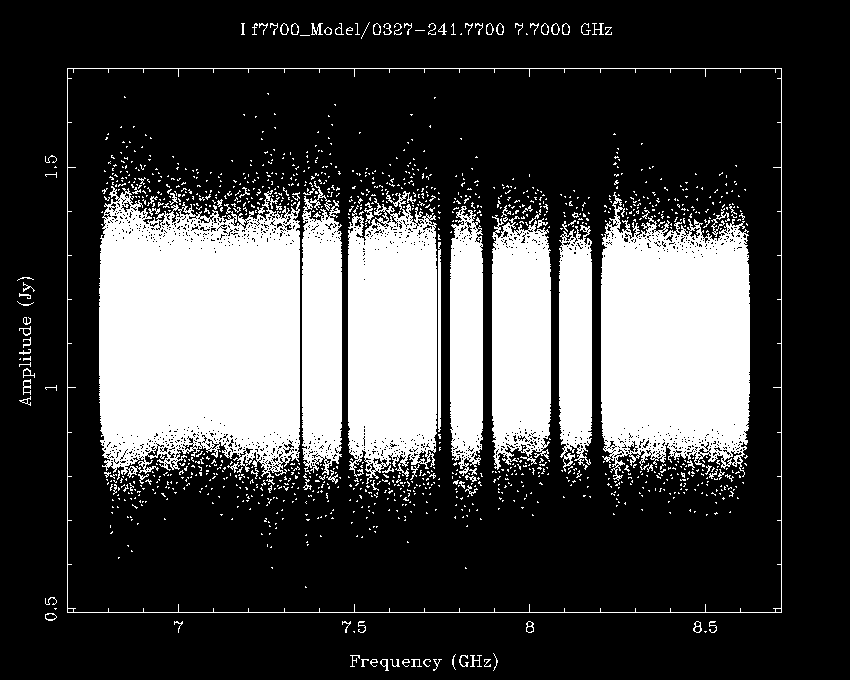 I f7700_Model/0327-241.7700 7.7000 GHz
1.5
1
0.5
Amplitude (Jy)
7 7.5 8 8.5
Frequency (GHz)